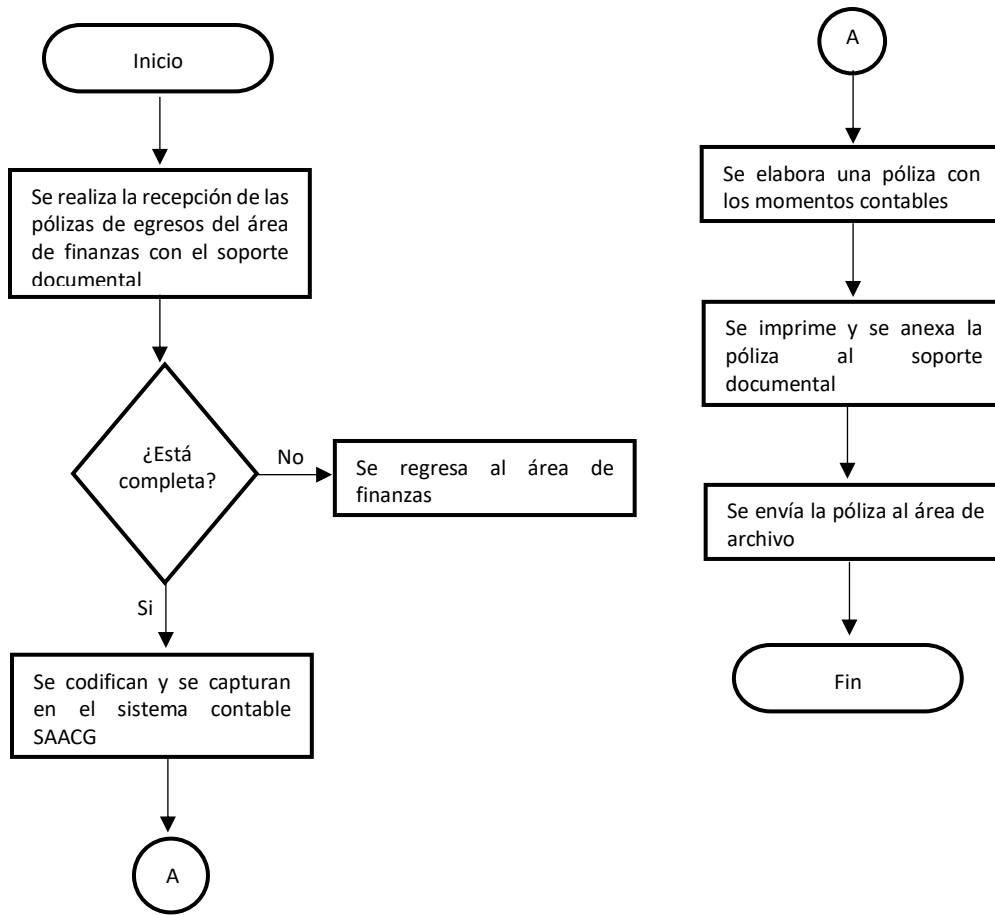 Inicio
Se realiza la recepción de las
pólizas de egresos del área
de finanzas con el soporte
documental
¿Está
completa?
No
Se regresa al área de
finanzas
Si
Se codifican y se capturan
en el sistema contable
SAACG
A
A
Se elabora una póliza con
los momentos contables
Se imprime y se anexa la
póliza al soporte
documental
Se envía la póliza al área de
archivo
Fin